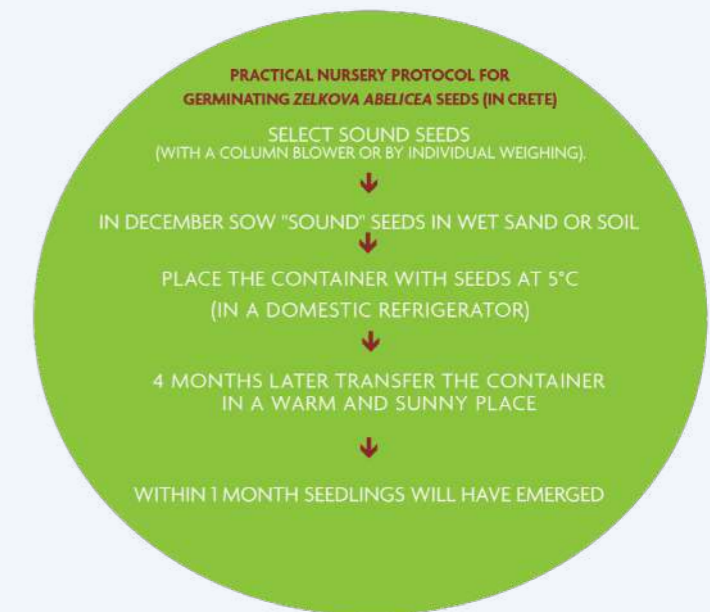 PRACTICAL NURSERY PROTOCOL FOR
GERMINATING ZELKOVA ABELICEA SEEDS (IN CRETE)
SELECT SOUND SEEDS
(WITH A COLUMN BLOWER OR BY INDIVIDUAL WEIGHING).
IN DECEMBER SOW "SOUND" SEEDS IN WET SAND OR SOIL
PLACE THE CONTAINER WITH SEEDS AT 5°C
(IN A DOMESTIC REFRIGERATOR)
4 MONTHS LATER TRANSFER THE CONTAINER
IN A WARM AND SUNNY PLACE
WITHIN 1 MONTH SEEDLINGS WILL HAVE EMERGED